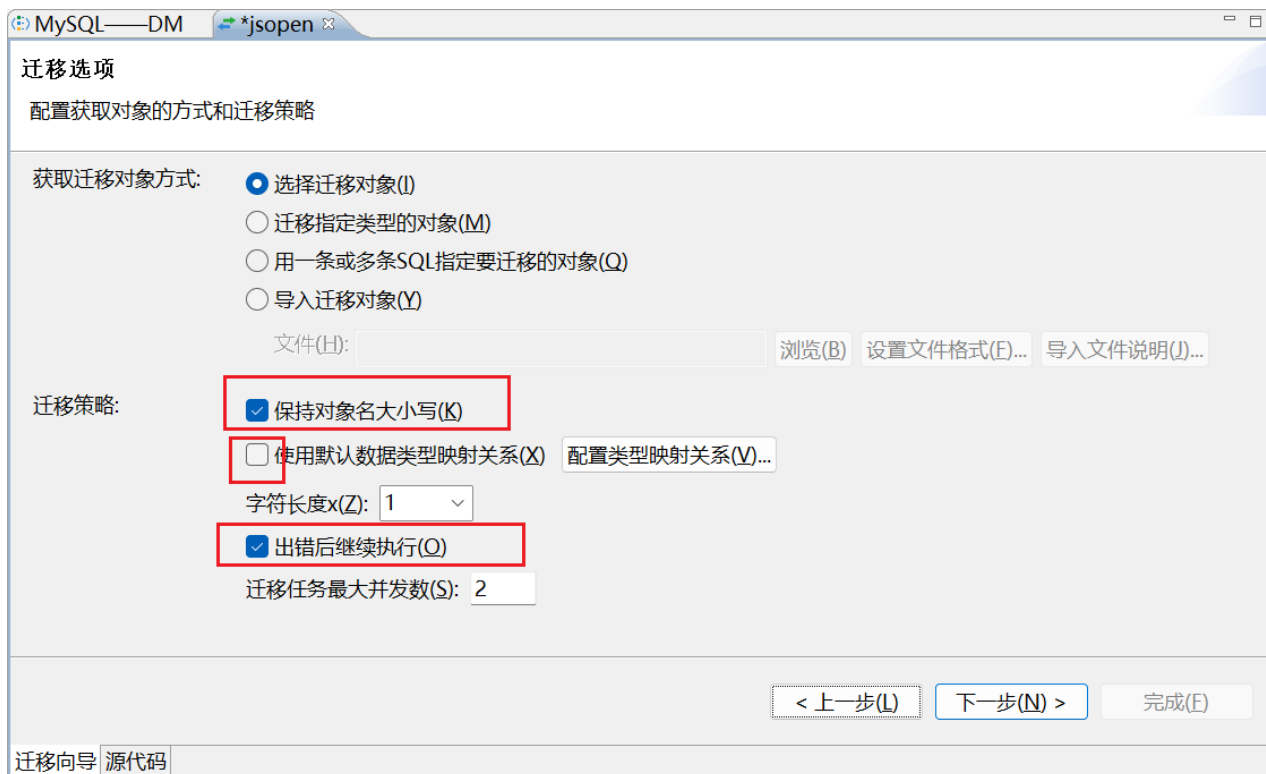 MySQL——DM *jsopen
迁移选项
配置获取对象的方式和迁移策略
获取迁移对象方式: 选择迁移对象(I)
迁移指定类型的对象(M)
用一条或多条SQL指定要迁移的对象(Q)
导入迁移对象(Y)
文件(H): 浏览(B) 设置文件格式(F)... 导入文件说明(J)...
迁移策略: 保持对象名大小写(K)
使用默认数据类型映射关系(X) 配置类型映射关系(V)...
字符长度x(Z): 1
出错后继续执行(O)
迁移任务最大并发数(S): 2
< 上一步(L) 下一步(N) > 完成(F)
迁移向导 源代码